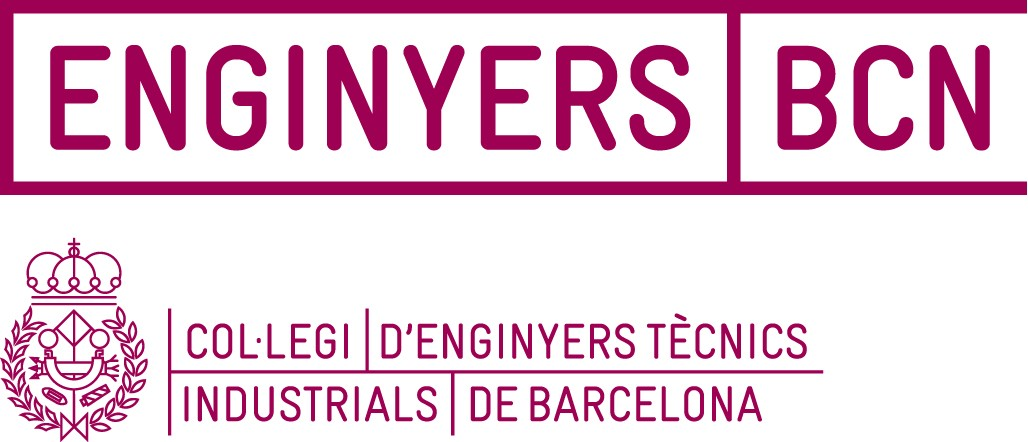 ENGINYERS BCN
COL·LEGI D'ENGINYERS TÈCNICS
INDUSTRIALS DE BARCELONA